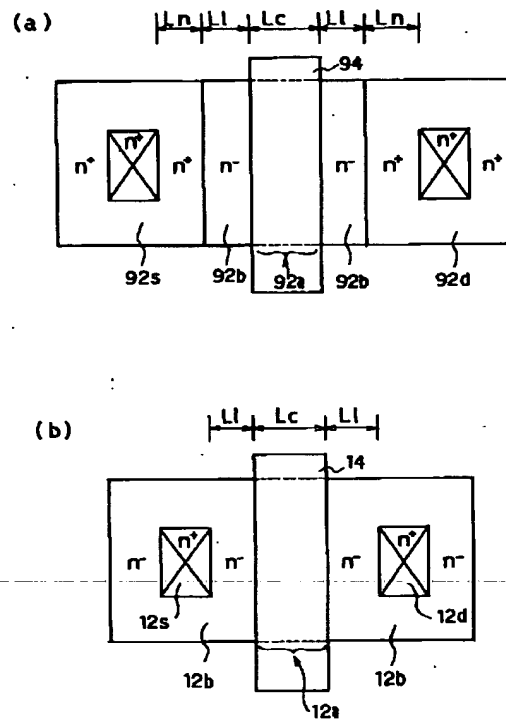 (a)
Ln Ll Lc Ll Ln
94
n⁺ n⁺
n⁺ n⁺ n⁻ n⁻ n⁺ n⁺
92s 92b 92a 92b 92d
(b)
Ll Lc Ll
14
n⁺ n⁺
n⁻ n⁻ n⁻ n⁻
12s 12d
12b 12b
12a